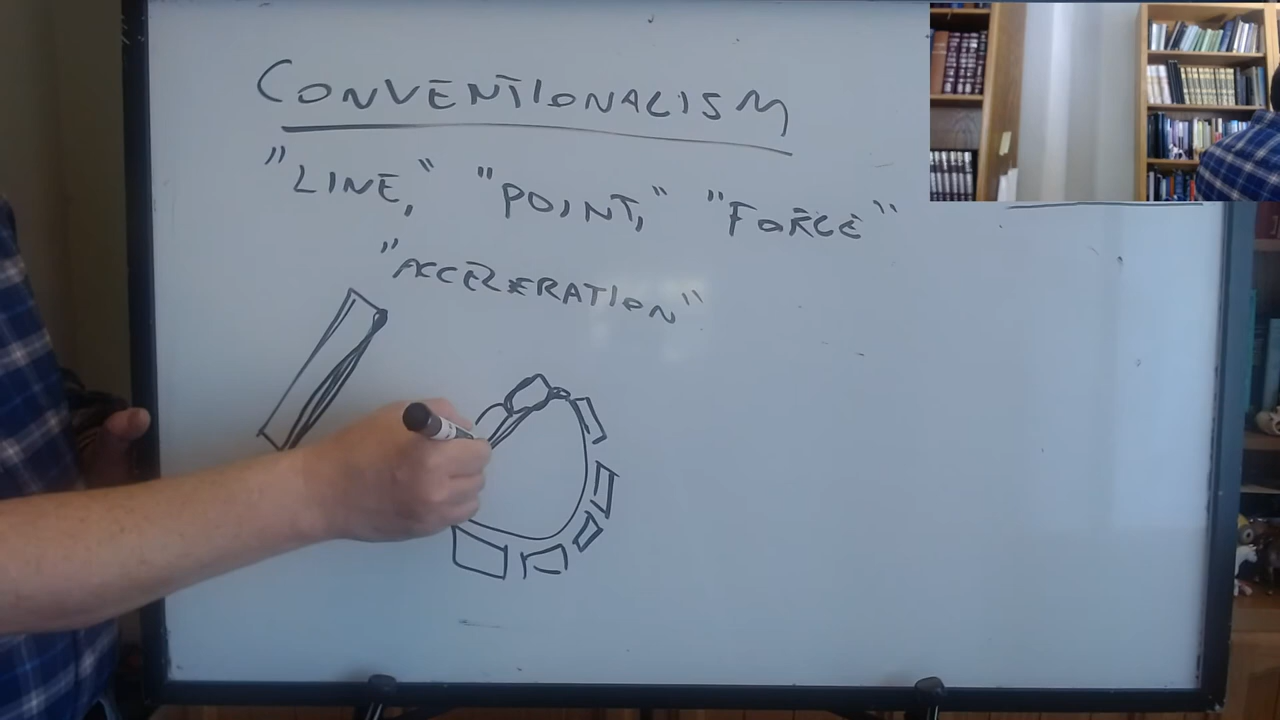 CONVENTIONALISM
"LINE," "POINT," "FORCE"
"ACCELERATION"